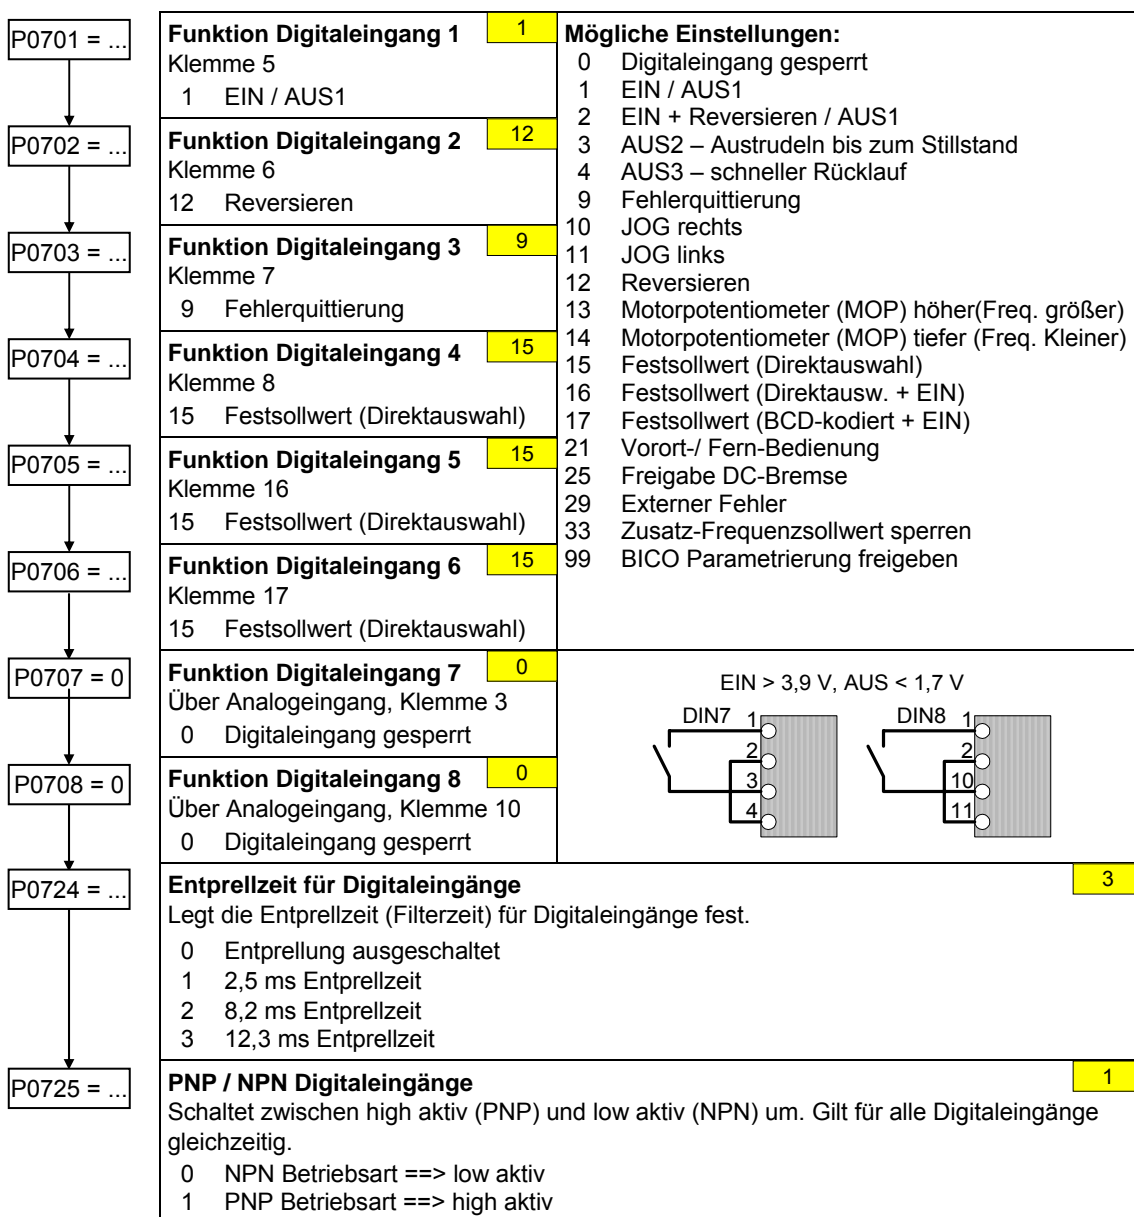 P0701 = ...
Funktion Digitaleingang 1 1
Klemme 5
1 EIN / AUS1
P0702 = ...
Funktion Digitaleingang 2 12
Klemme 6
12 Reversieren
P0703 = ...
Funktion Digitaleingang 3 9
Klemme 7
9 Fehlerquittierung
P0704 = ...
Funktion Digitaleingang 4 15
Klemme 8
15 Festsollwert (Direktauswahl)
P0705 = ...
Funktion Digitaleingang 5 15
Klemme 16
15 Festsollwert (Direktauswahl)
P0706 = ...
Funktion Digitaleingang 6 15
Klemme 17
15 Festsollwert (Direktauswahl)
Mögliche Einstellungen:
0 Digitaleingang gesperrt
1 EIN / AUS1
2 EIN + Reversieren / AUS1
3 AUS2 – Austrudeln bis zum Stillstand
4 AUS3 – schneller Rücklauf
9 Fehlerquittierung
10 JOG rechts
11 JOG links
12 Reversieren
13 Motorpotentiometer (MOP) höher(Freq. größer)
14 Motorpotentiometer (MOP) tiefer (Freq. Kleiner)
15 Festsollwert (Direktauswahl)
16 Festsollwert (Direktausw. + EIN)
17 Festsollwert (BCD-kodiert + EIN)
21 Vorort-/ Fern-Bedienung
25 Freigabe DC-Bremse
29 Externer Fehler
33 Zusatz-Frequenzsollwert sperren
99 BICO Parametrierung freigeben
P0707 = 0
Funktion Digitaleingang 7 0
Über Analogeingang, Klemme 3
0 Digitaleingang gesperrt
P0708 = 0
Funktion Digitaleingang 8 0
Über Analogeingang, Klemme 10
0 Digitaleingang gesperrt
EIN > 3,9 V, AUS < 1,7 V
DIN7 1
2
3
4
DIN8 1
2
10
11
P0724 = ...
Entprellzeit für Digitaleingänge 3
Legt die Entprellzeit (Filterzeit) für Digitaleingänge fest.
0 Entprellung ausgeschaltet
1 2,5 ms Entprellzeit
2 8,2 ms Entprellzeit
3 12,3 ms Entprellzeit
P0725 = ...
PNP / NPN Digitaleingänge 1
Schaltet zwischen high aktiv (PNP) und low aktiv (NPN) um. Gilt für alle Digitaleingänge
gleichzeitig.
0 NPN Betriebsart ==> low aktiv
1 PNP Betriebsart ==> high aktiv